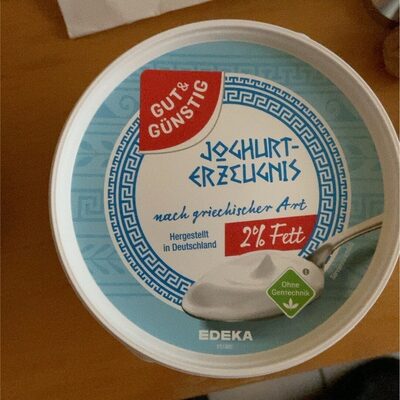 GUT&
GÜNSTIG
JOGHURT-
ERZEUGNIS
nach griechischer Art
Hergestellt
in Deutschland
2% Fett
Ohne
Gentechnik
EDEKA